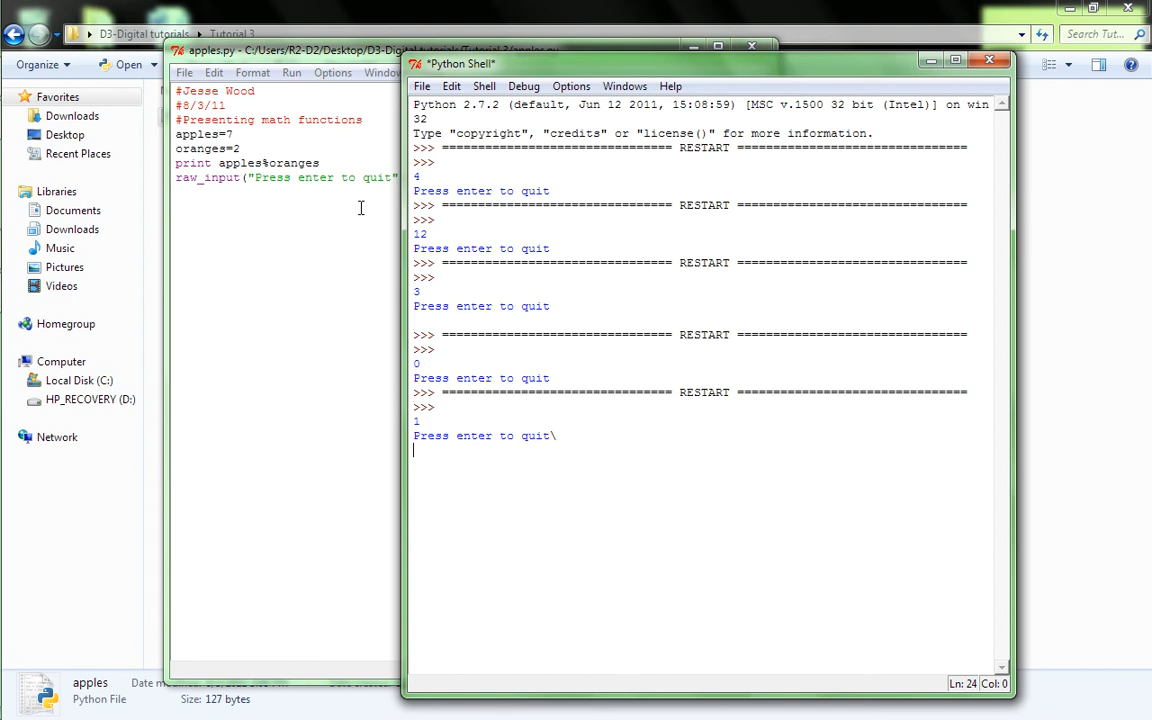 D3-Digital tutorials
Tutorial 3
Search Tut...
Organize
Open
apples.py - C:/Users/R2-D2/Desktop/D3-Digital tutorials/Tutorial 3/apples.py
File Edit Format Run Options Window
#Jesse Wood
#8/3/11
#Presenting math functions
apples=7
oranges=2
print apples%oranges
raw_input("Press enter to quit"
*Python Shell*
File Edit Shell Debug Options Windows Help
Python 2.7.2 (default, Jun 12 2011, 15:08:59) [MSC v.1500 32 bit (Intel)] on win
32
Type "copyright", "credits" or "license()" for more information.
>>> ================================ RESTART ================================
>>>
4
Press enter to quit
>>> ================================ RESTART ================================
>>>
12
Press enter to quit
>>> ================================ RESTART ================================
>>>
3
Press enter to quit
>>> ================================ RESTART ================================
>>>
0
Press enter to quit
>>> ================================ RESTART ================================
>>>
1
Press enter to quit\
Ln: 24 Col: 0
Favorites
Downloads
Desktop
Recent Places
Libraries
Documents
Downloads
Music
Pictures
Videos
Homegroup
Computer
Local Disk (C:)
HP_RECOVERY (D:)
Network
apples
Python File
Size: 127 bytes